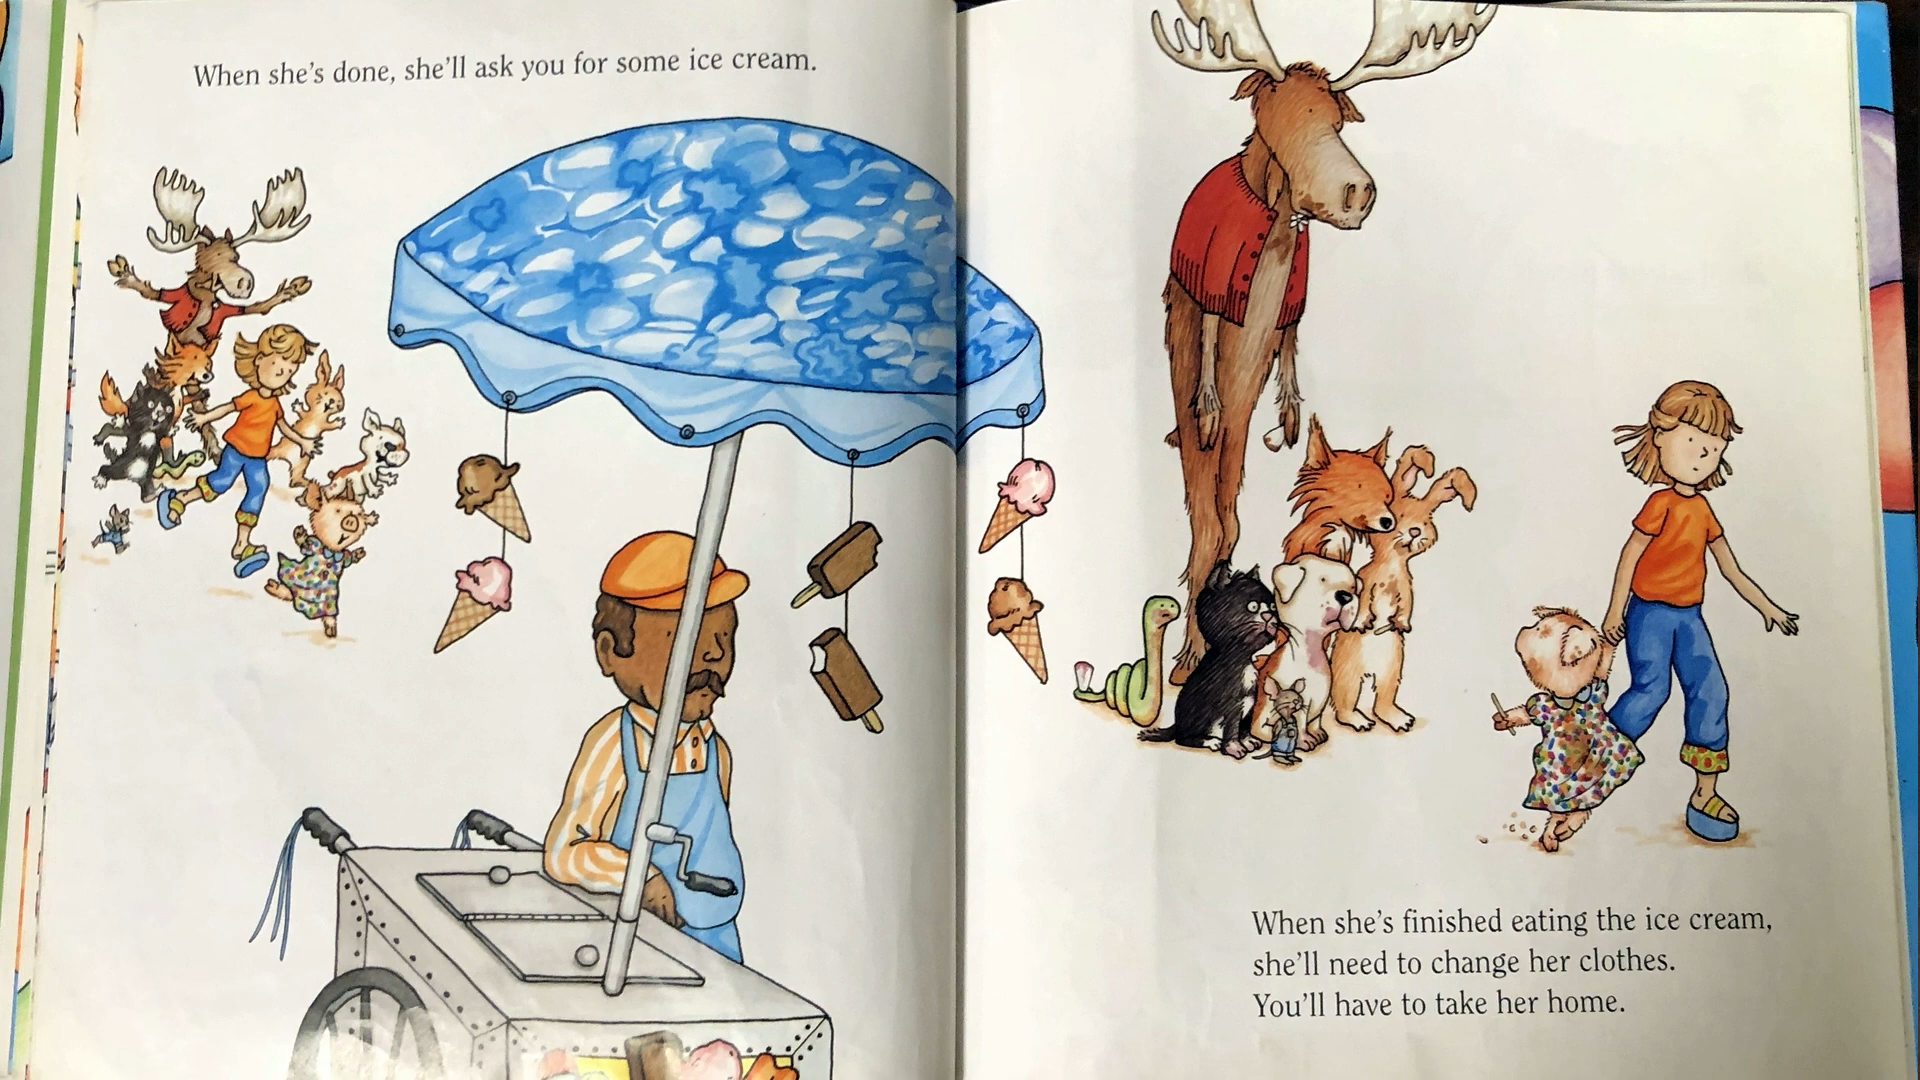 When she's done, she'll ask you for some ice cream.
When she's finished eating the ice cream,
she'll need to change her clothes.
You'll have to take her home.